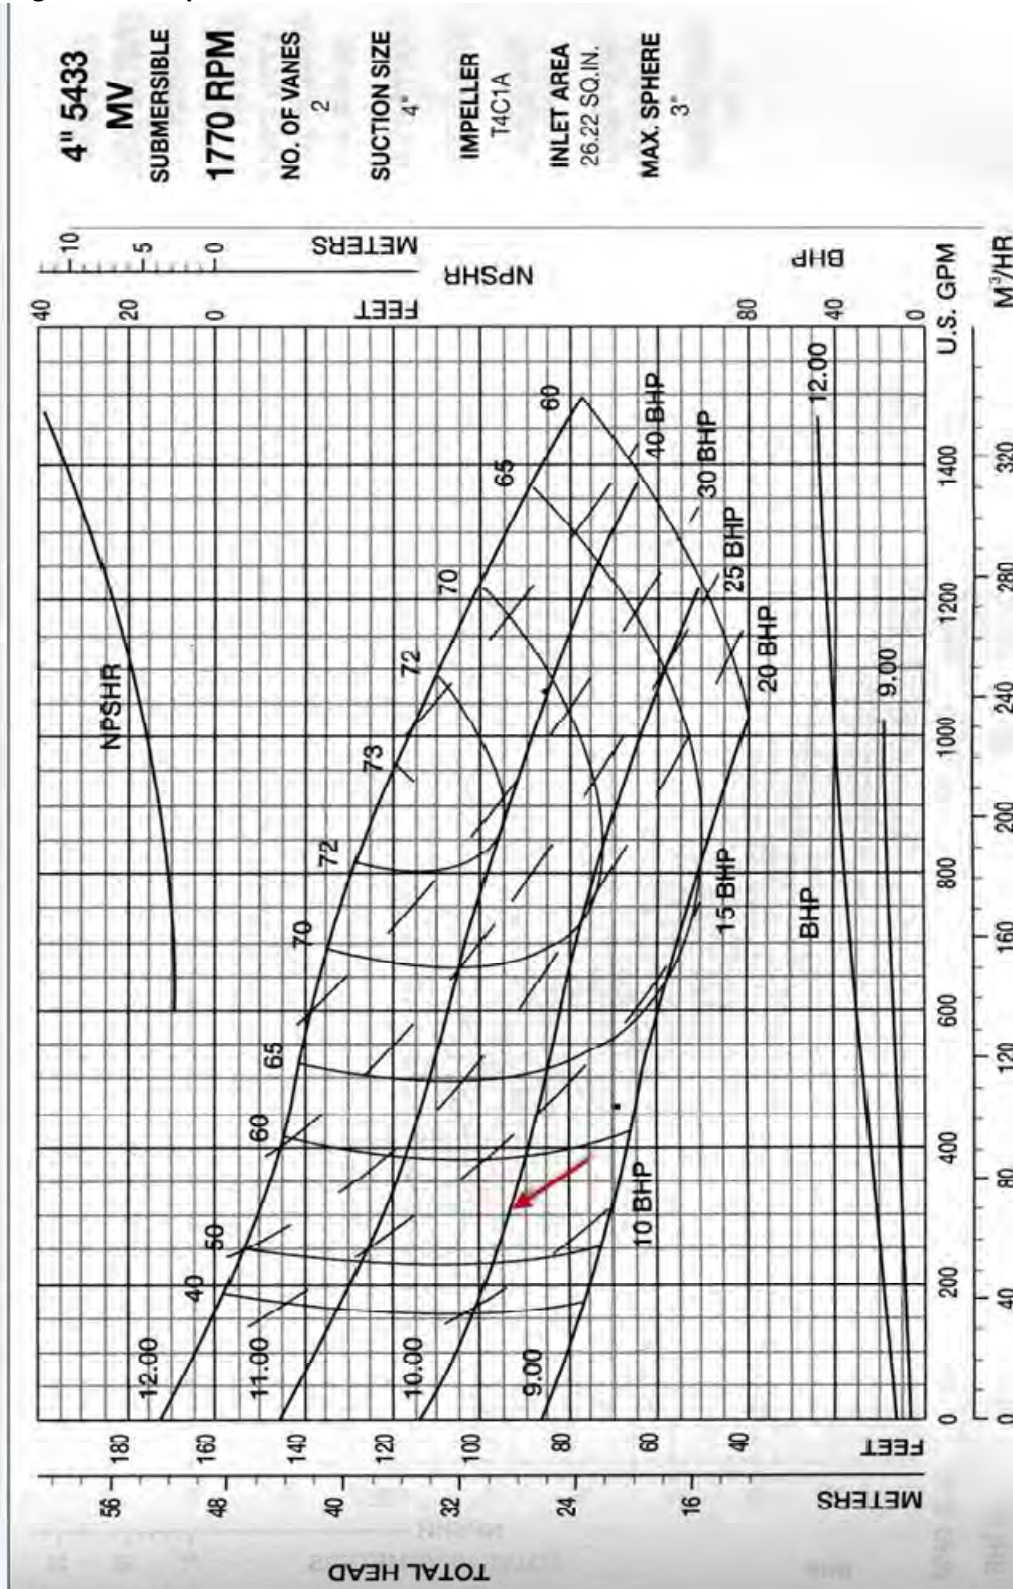 4" 5433
MV
SUBMERSIBLE
1770 RPM
NO. OF VANES
2
SUCTION SIZE
4"
IMPELLER
T4C1A
INLET AREA
26.22 SQ.IN.
MAX. SPHERE
3"
TOTAL HEAD
METERS
56
48
40
32
24
16
FEET
180
160
140
120
100
80
60
40
NPSHR
12.00
11.00
10.00
9.00
40
50
60
65
70
72
73
72
70
65
60
10 BHP
15 BHP
20 BHP
25 BHP
30 BHP
40 BHP
BHP
12.00
9.00
40
20
0
FEET
10
5
0
METERS
NPSHR
80
40
0
BHP
0 200 400 600 800 1000 1200 1400 U.S. GPM
0 40 80 120 160 200 240 280 320 M³/HR